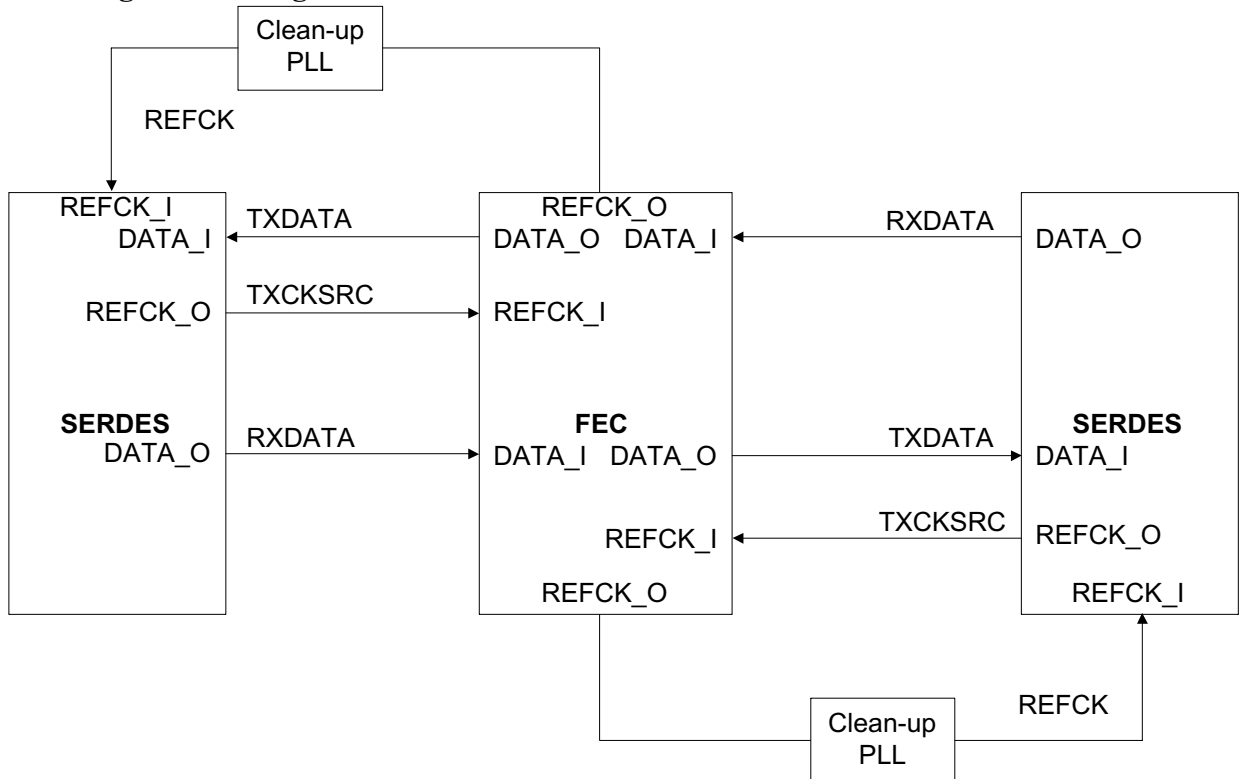 Clean-up
PLL
REFCK
REFCK_I
DATA_I
TXDATA
REFCK_O
DATA_O
DATA_I
RXDATA
DATA_O
REFCK_O
TXCKSRC
REFCK_I
SERDES
DATA_O
RXDATA
FEC
DATA_I
DATA_O
TXDATA
SERDES
DATA_I
REFCK_I
TXCKSRC
REFCK_O
REFCK_O
REFCK_I
REFCK
Clean-up
PLL